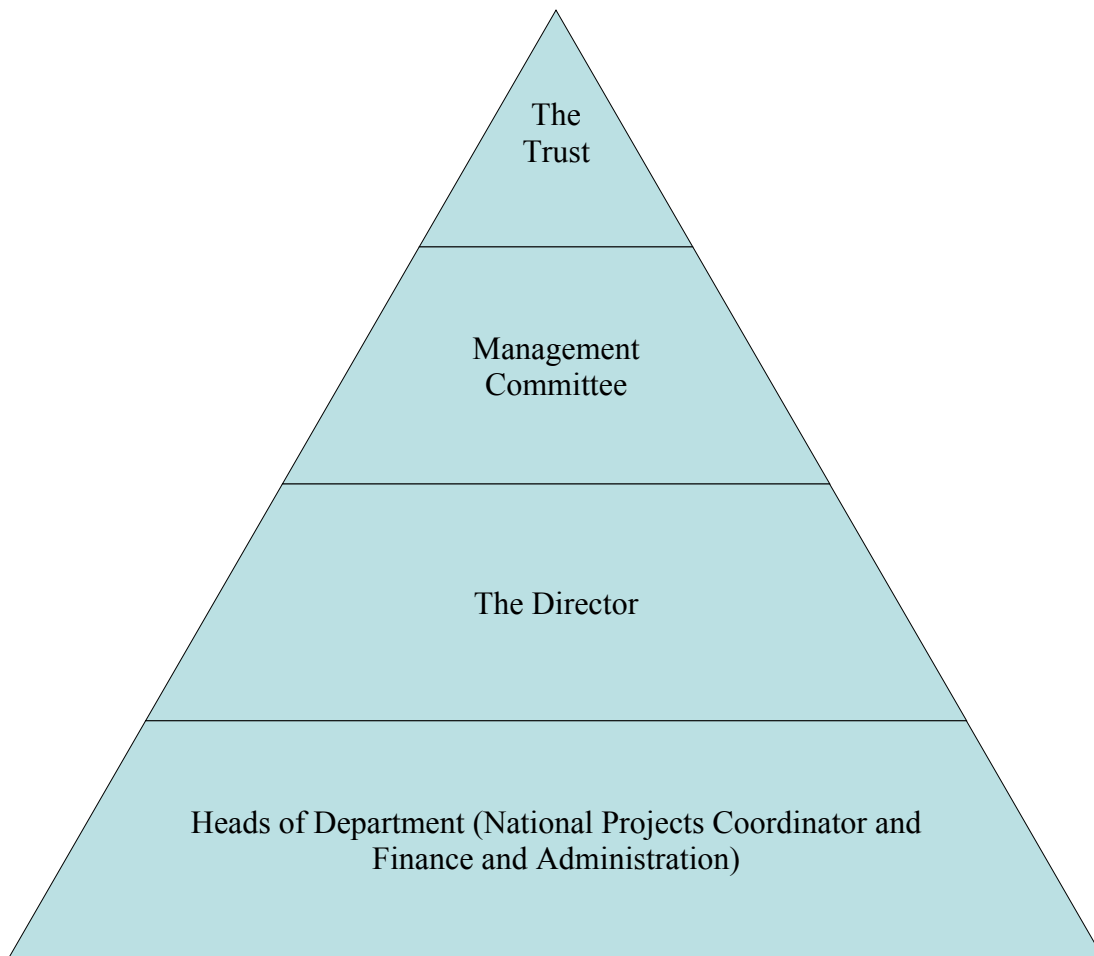 The
Trust
Management
Committee
The Director
Heads of Department (National Projects Coordinator and
Finance and Administration)